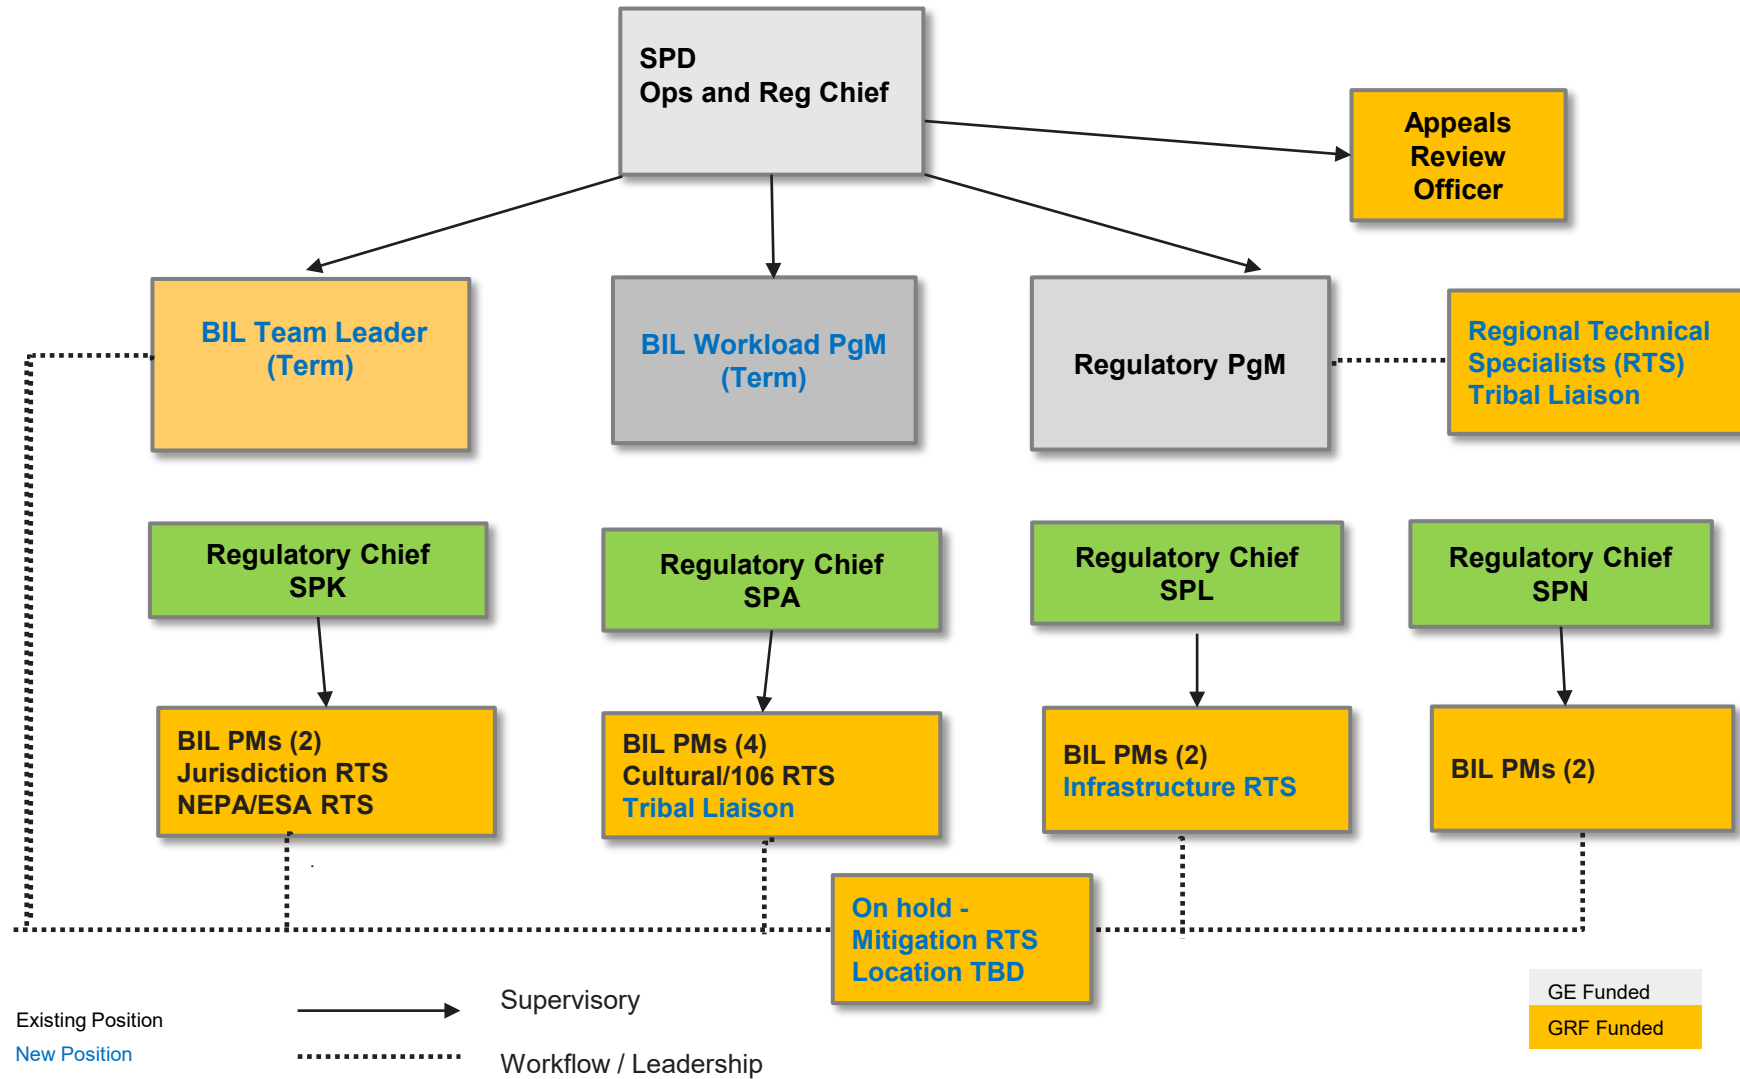 SPD
Ops and Reg Chief
Appeals
Review
Officer
BIL Team Leader
(Term)
BIL Workload PgM
(Term)
Regulatory PgM
Regional Technical
Specialists (RTS)
Tribal Liaison
Regulatory Chief
SPK
Regulatory Chief
SPA
Regulatory Chief
SPL
Regulatory Chief
SPN
BIL PMs (2)
Jurisdiction RTS
NEPA/ESA RTS
BIL PMs (4)
Cultural/106 RTS
Tribal Liaison
BIL PMs (2)
Infrastructure RTS
BIL PMs (2)
On hold -
Mitigation RTS
Location TBD
Existing Position
New Position
Supervisory
Workflow / Leadership
GE Funded
GRF Funded